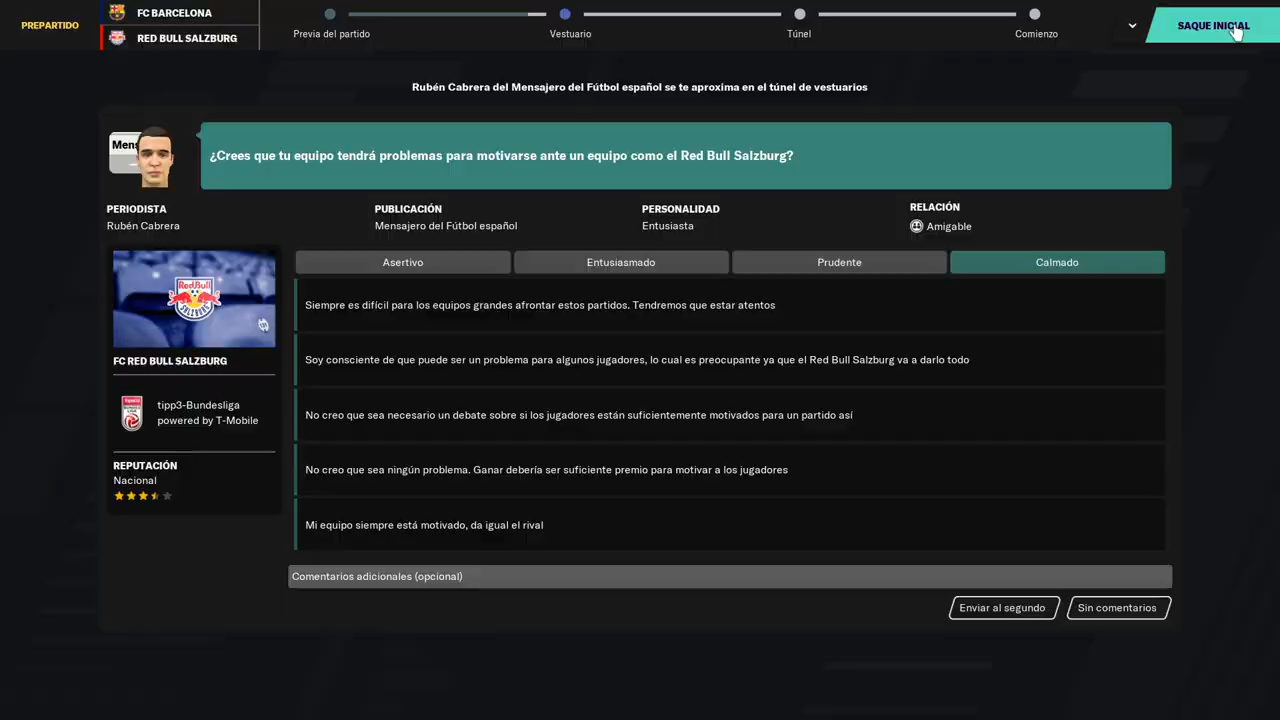 PREPARTIDO
FC BARCELONA
RED BULL SALZBURG
Previa del partido
Vestuario
Túnel
Comienzo
SAQUE INICIAL
Rubén Cabrera del Mensajero del Fútbol español se te aproxima en el túnel de vestuarios
Mens
¿Crees que tu equipo tendrá problemas para motivarse ante un equipo como el Red Bull Salzburg?
PERIODISTA
Rubén Cabrera
PUBLICACIÓN
Mensajero del Fútbol español
PERSONALIDAD
Entusiasta
RELACIÓN
Amigable
Asertivo
Entusiasmado
Prudente
Calmado
RedBull
FC RED BULL SALZBURG
tipp3-Bundesliga
powered by T-Mobile
REPUTACIÓN
Nacional
Siempre es difícil para los equipos grandes afrontar estos partidos. Tendremos que estar atentos
Soy consciente de que puede ser un problema para algunos jugadores, lo cual es preocupante ya que el Red Bull Salzburg va a darlo todo
No creo que sea necesario un debate sobre si los jugadores están suficientemente motivados para un partido así
No creo que sea ningún problema. Ganar debería ser suficiente premio para motivar a los jugadores
Mi equipo siempre está motivado, da igual el rival
Comentarios adicionales (opcional)
Enviar al segundo
Sin comentarios